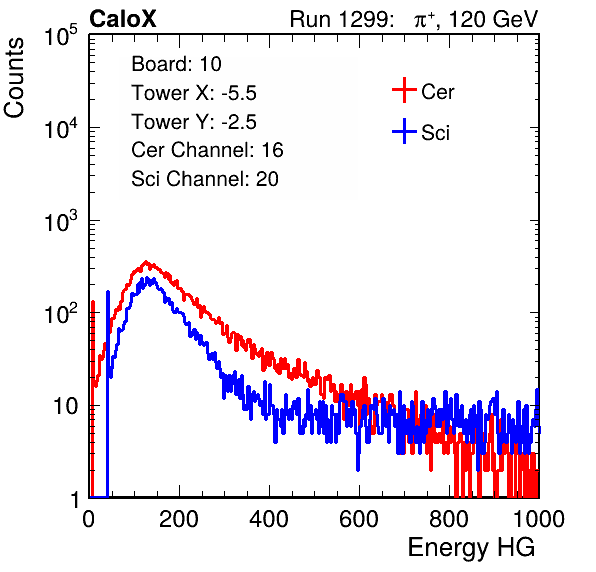 CaloX Run 1299: π⁺, 120 GeV
Counts
10⁵
10⁴
10³
10²
10
1
Board: 10
Tower X: -5.5
Tower Y: -2.5
Cer Channel: 16
Sci Channel: 20
Cer
Sci
0 200 400 600 800 1000
Energy HG